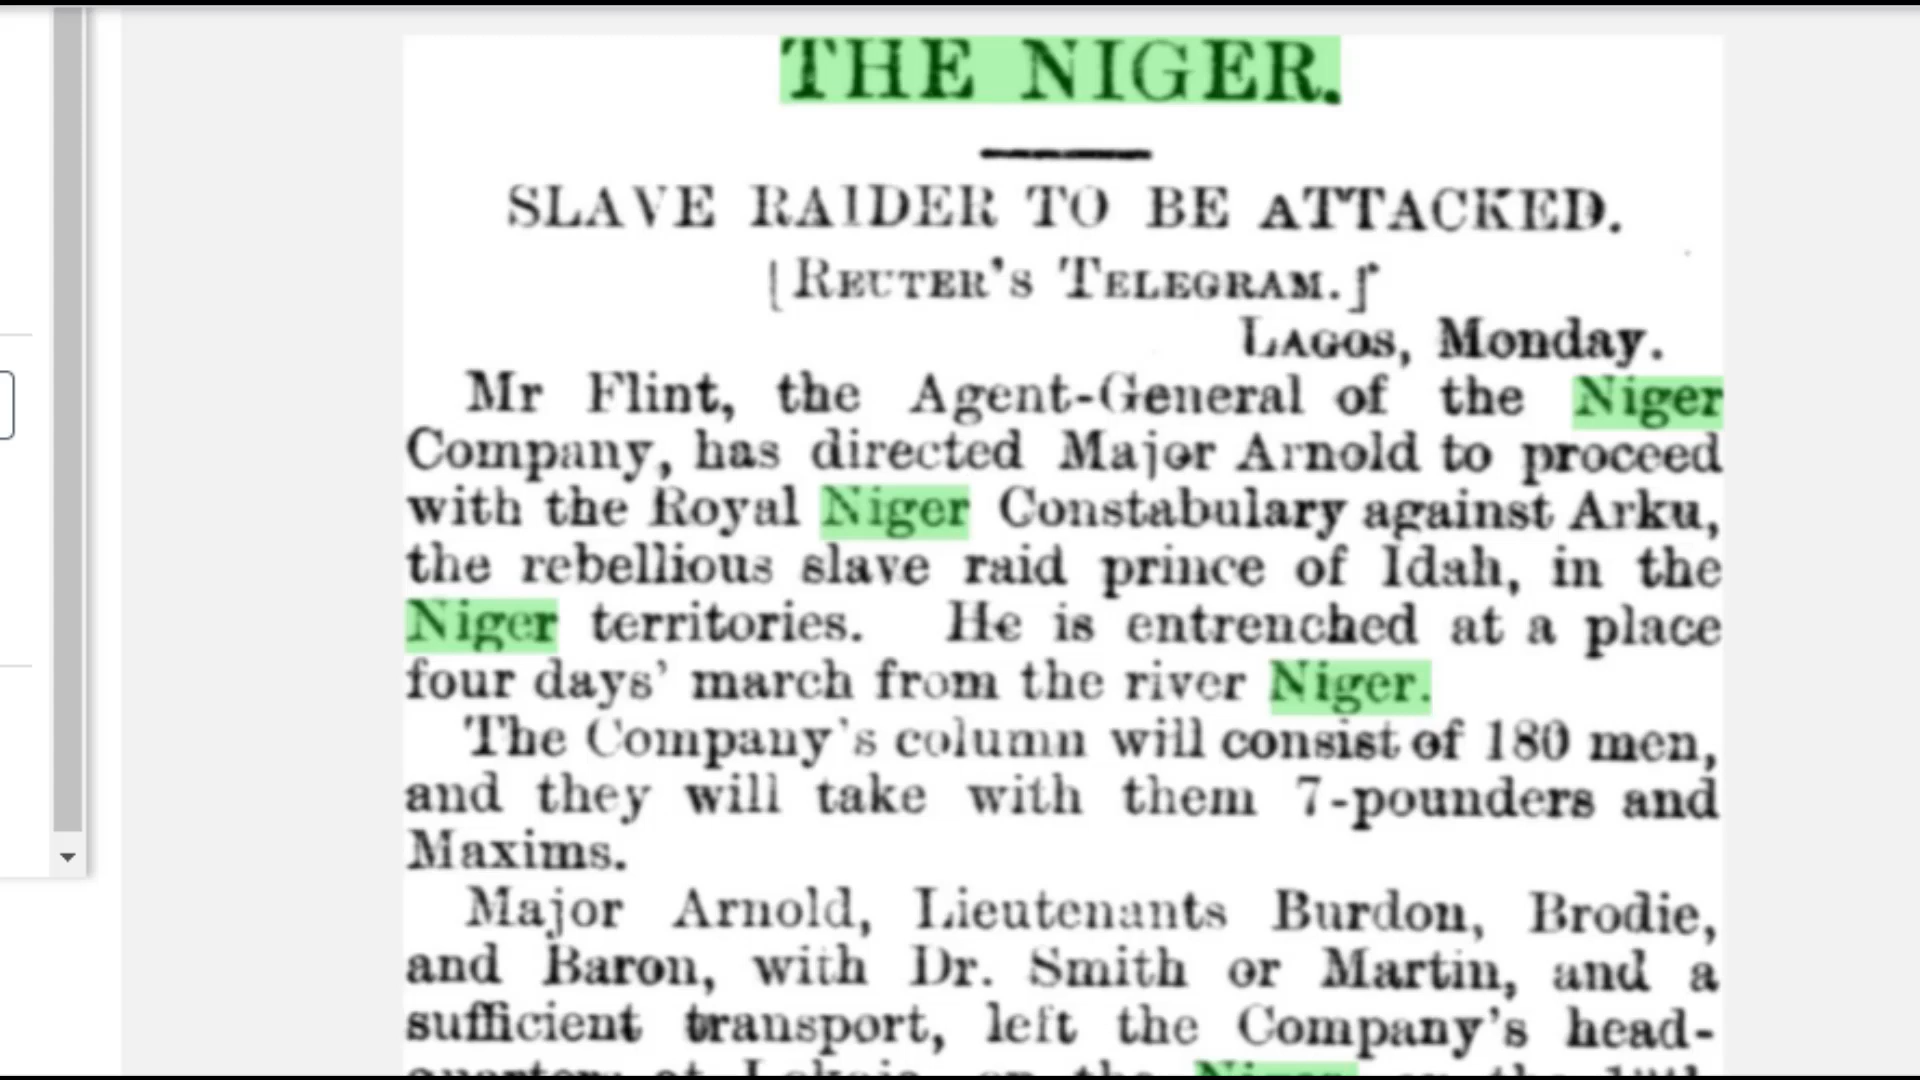 THE NIGER.
SLAVE RAIDER TO BE ATTACKED.
[REUTER'S TELEGRAM.]
LAGOS, Monday.
Mr Flint, the Agent-General of the Niger
Company, has directed Major Arnold to proceed
with the Royal Niger Constabulary against Arku,
the rebellious slave raid prince of Idah, in the
Niger territories. He is entrenched at a place
four days' march from the river Niger.
The Company's column will consist of 180 men,
and they will take with them 7-pounders and
Maxims.
Major Arnold, Lieutenants Burdon, Brodie,
and Baron, with Dr. Smith or Martin, and a
sufficient transport, left the Company's head-
the Niger